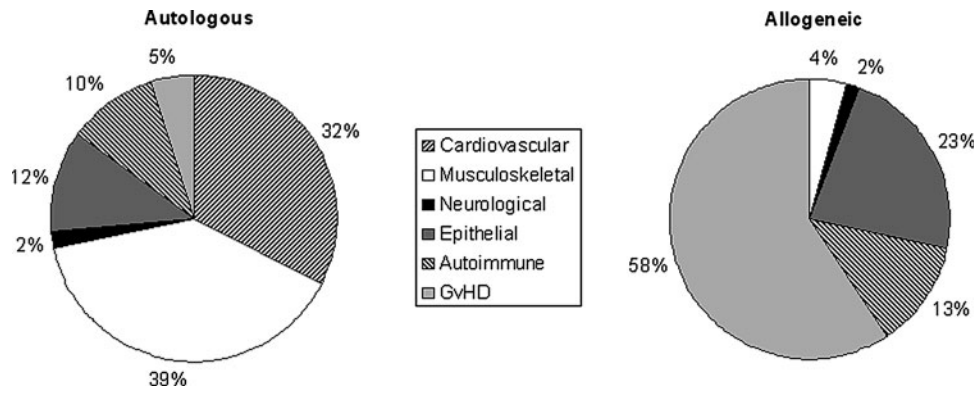 Autologous
5%
10%
32%
12%
2%
39%
Cardiovascular
Musculoskeletal
Neurological
Epithelial
Autoimmune
GvHD
Allogeneic
4%
2%
23%
58%
13%